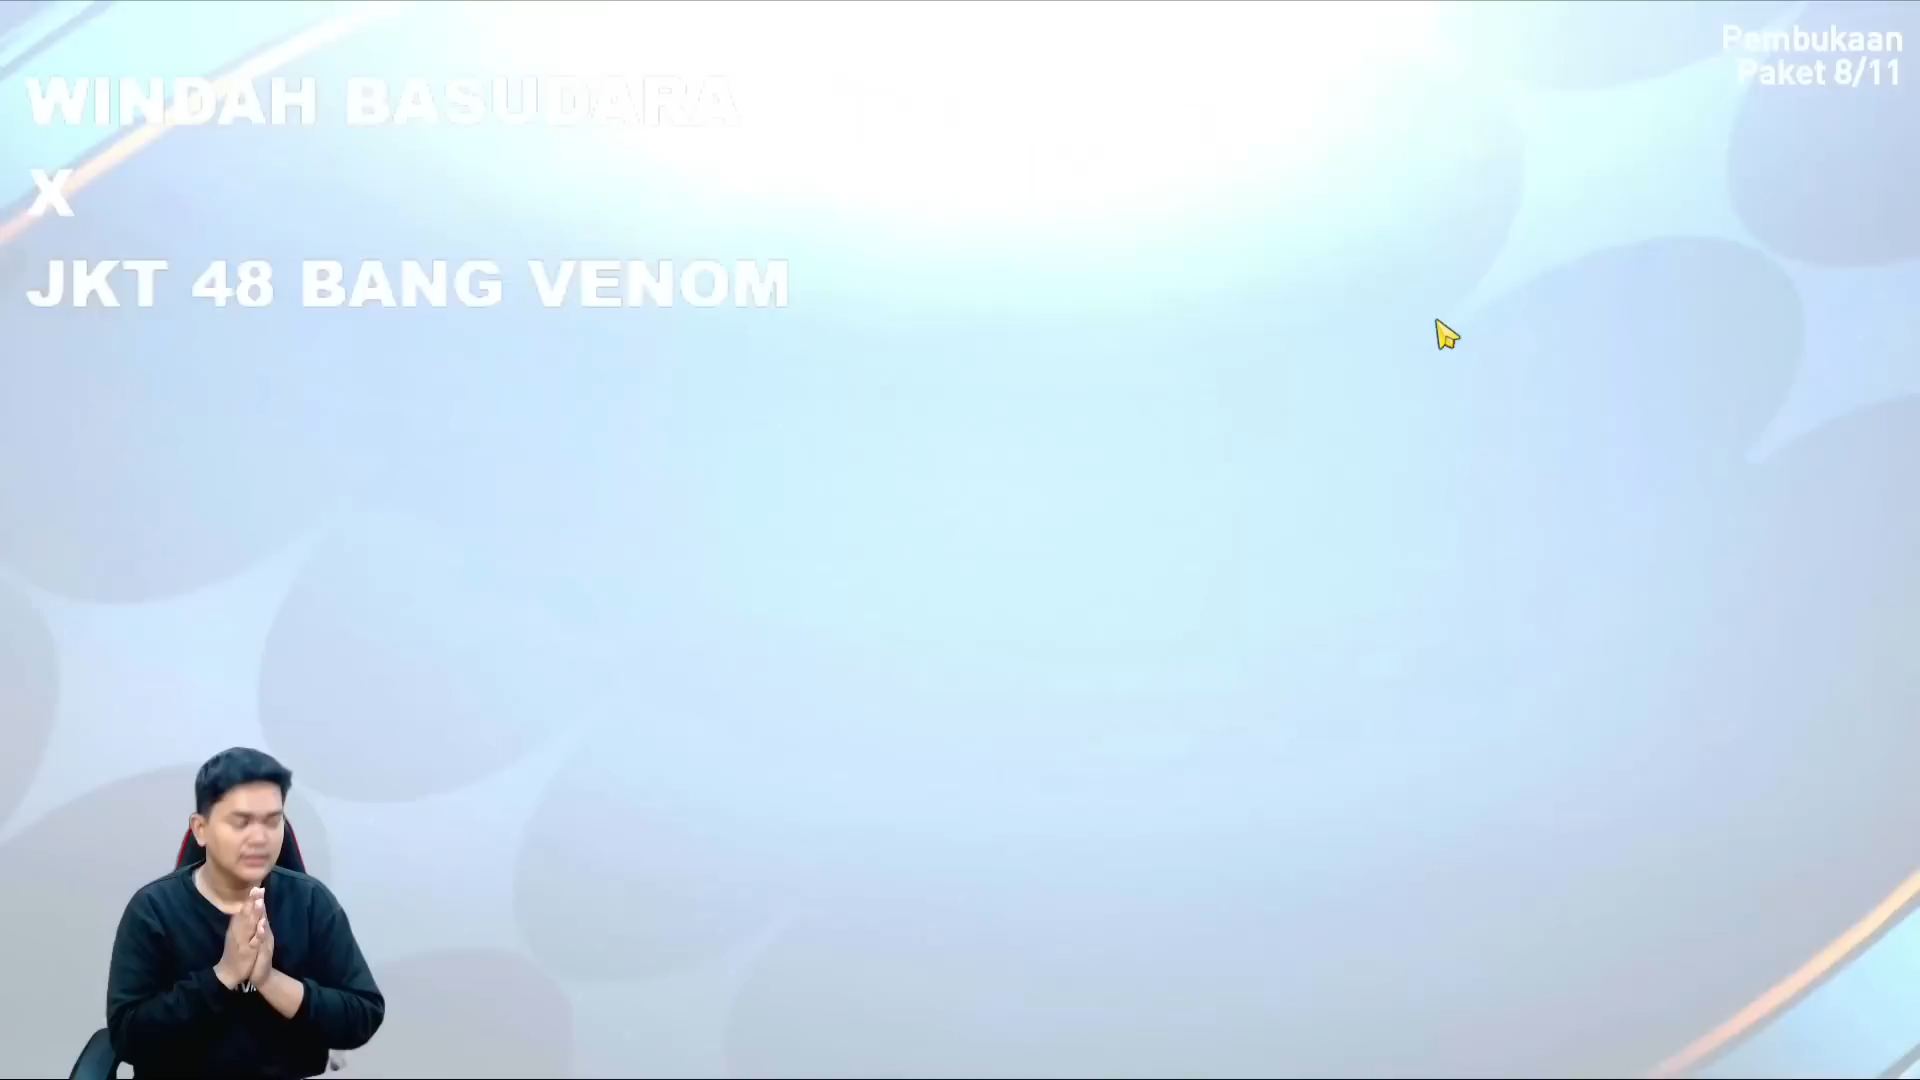 WINDAH BASUDARA
X
JKT 48 BANG VENOM
Pembukaan
Paket 8/11